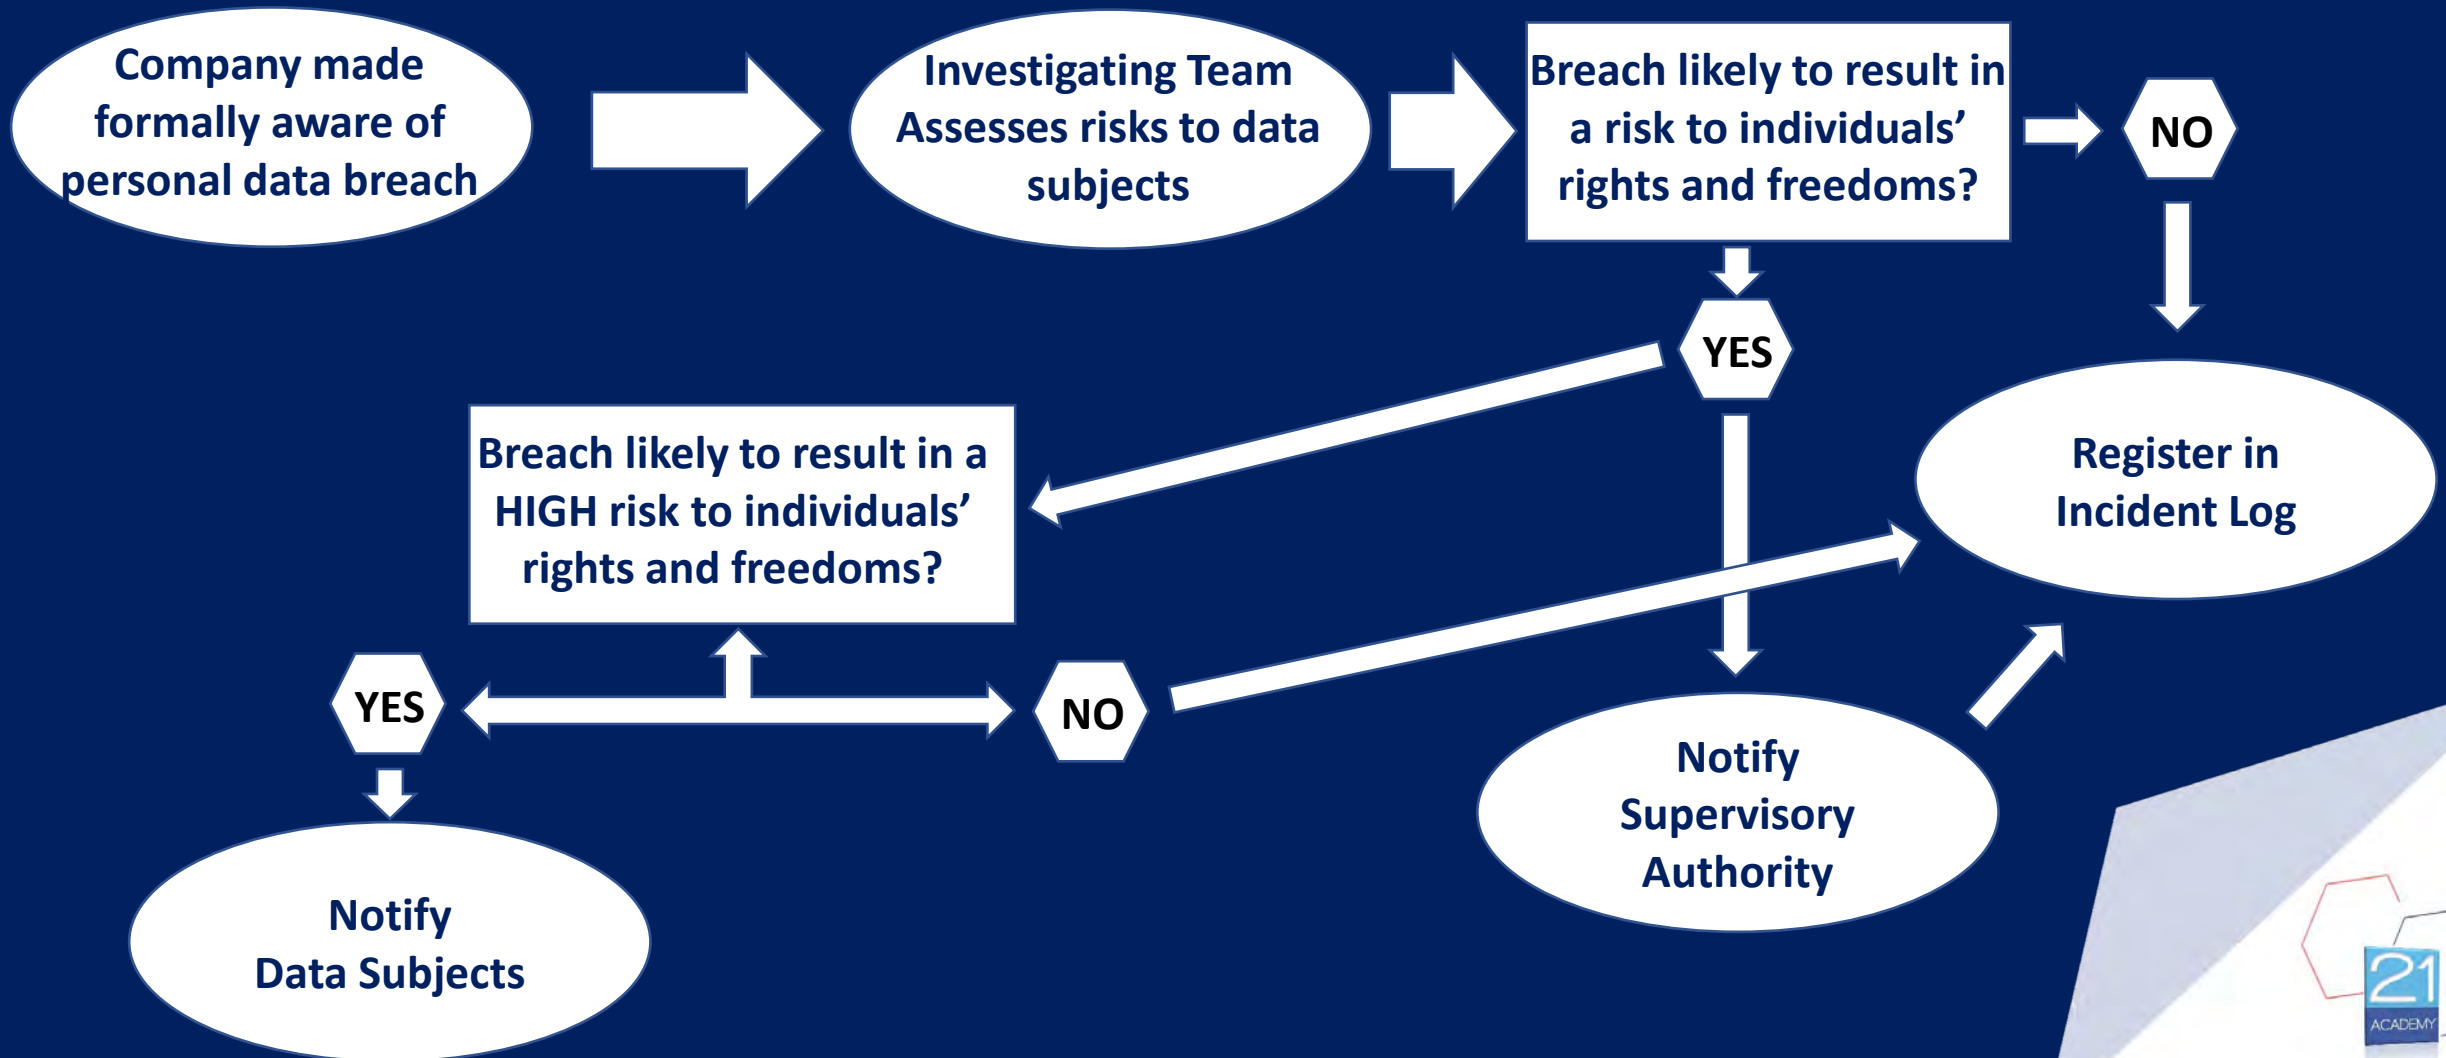 Company made
formally aware of
personal data breach
Investigating Team
Assesses risks to data
subjects
Breach likely to result in
a risk to individuals’
rights and freedoms?
NO
YES
Breach likely to result in a
HIGH risk to individuals’
rights and freedoms?
Register in
Incident Log
YES
NO
Notify
Supervisory
Authority
Notify
Data Subjects
21
ACADEMY